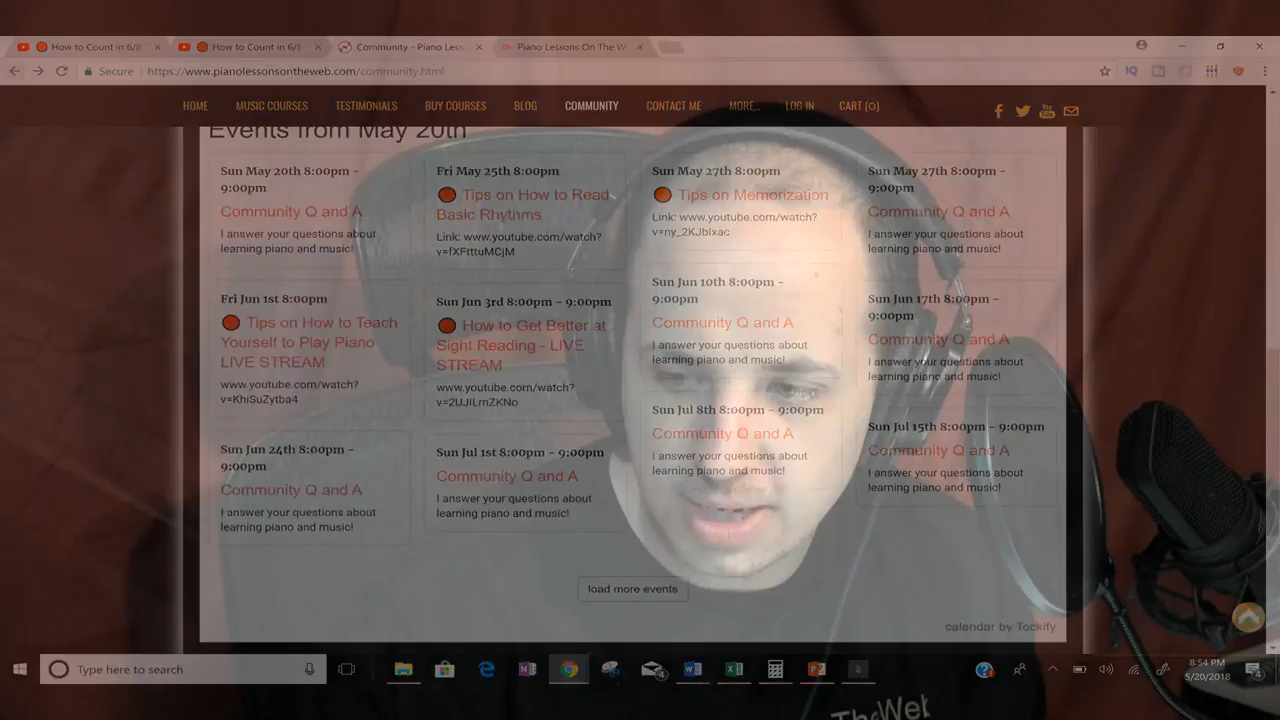 How to Count in 6/8
How to Count in 6/8
Community - Piano Less
Piano Lessons On The W
Secure
https://www.pianolessonsontheweb.com/community.html
HOME MUSIC COURSES TESTIMONIALS BUY COURSES BLOG COMMUNITY CONTACT ME MORE... LOG IN CART (0)
Events from May 20th
Sun May 20th 8:00pm -
9:00pm
Community Q and A
I answer your questions about
learning piano and music!
Fri May 25th 8:00pm
Tips on How to Read
Basic Rhythms
Link: www.youtube.com/watch?
v=fXFtttuMCjM
Sun May 27th 8:00pm
Tips on Memorization
Link: www.youtube.com/watch?
v=ny_2KJblxac
Sun May 27th 8:00pm -
9:00pm
Community Q and A
I answer your questions about
learning piano and music!
Fri Jun 1st 8:00pm
Tips on How to Teach
Yourself to Play Piano
LIVE STREAM
www.youtube.com/watch?
v=KhiSuZytba4
Sun Jun 3rd 8:00pm - 9:00pm
How to Get Better at
Sight Reading - LIVE
STREAM
www.youtube.com/watch?
v=2UJILrnZKNo
Sun Jun 10th 8:00pm -
9:00pm
Community Q and A
I answer your questions about
learning piano and music!
Sun Jun 17th 8:00pm -
9:00pm
Community Q and A
I answer your questions about
learning piano and music!
Sun Jun 24th 8:00pm -
9:00pm
Community Q and A
I answer your questions about
learning piano and music!
Sun Jul 1st 8:00pm - 9:00pm
Community Q and A
I answer your questions about
learning piano and music!
Sun Jul 8th 8:00pm - 9:00pm
Community Q and A
I answer your questions about
learning piano and music!
Sun Jul 15th 8:00pm - 9:00pm
Community Q and A
I answer your questions about
learning piano and music!
load more events
calendar by Tockify
Type here to search
8:54 PM
5/20/2018
TheWeb